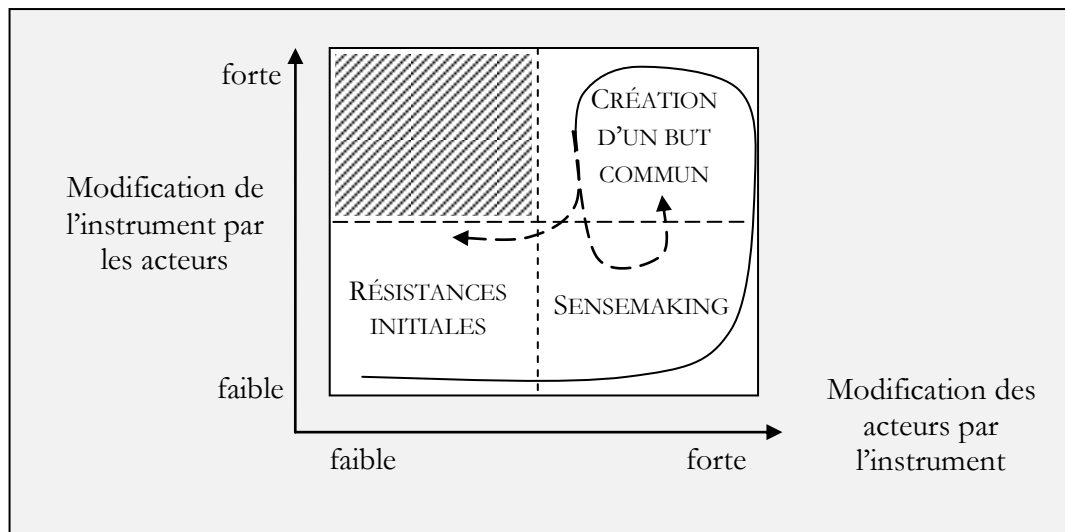 forte
Modification de
l'instrument par
les acteurs
faible
CRÉATION
D'UN BUT
COMMUN
RÉSISTANCES
INITIALES
SENSEMAKING
faible
forte
Modification des
acteurs par
l'instrument